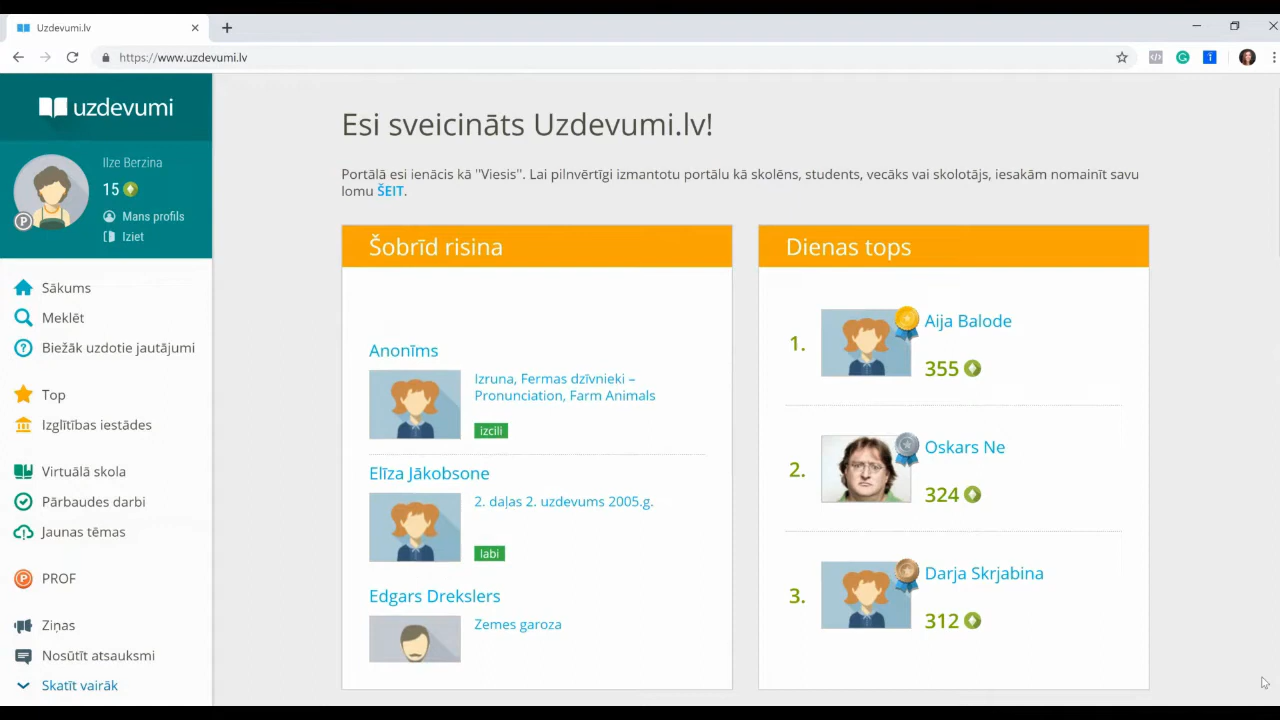 Uzdevumi.lv
https://www.uzdevumi.lv
uzdevumi
Ilze Berzina
15
P
Mans profils
Iziet
Sākums
Meklēt
Biežāk uzdotie jautājumi
Top
Izglītības iestādes
Virtuālā skola
Pārbaudes darbi
Jaunas tēmas
PROF
Ziņas
Nosūtīt atsauksmi
Skatīt vairāk
Esi sveicināts Uzdevumi.lv!
Portālā esi ienācis kā "Viesis". Lai pilnvērtīgi izmantotu portālu kā skolēns, students, vecāks vai skolotājs, iesakām nomainīt savu
lomu ŠEIT.
Šobrīd risina
Anonīms
Izruna, Fermas dzīvnieki –
Pronunciation, Farm Animals
izcili
Elīza Jākobsone
2. daļas 2. uzdevums 2005.g.
labi
Edgars Drekslers
Zemes garoza
Dienas tops
1.
Aija Balode
355
2.
Oskars Ne
324
3.
Darja Skrjabina
312